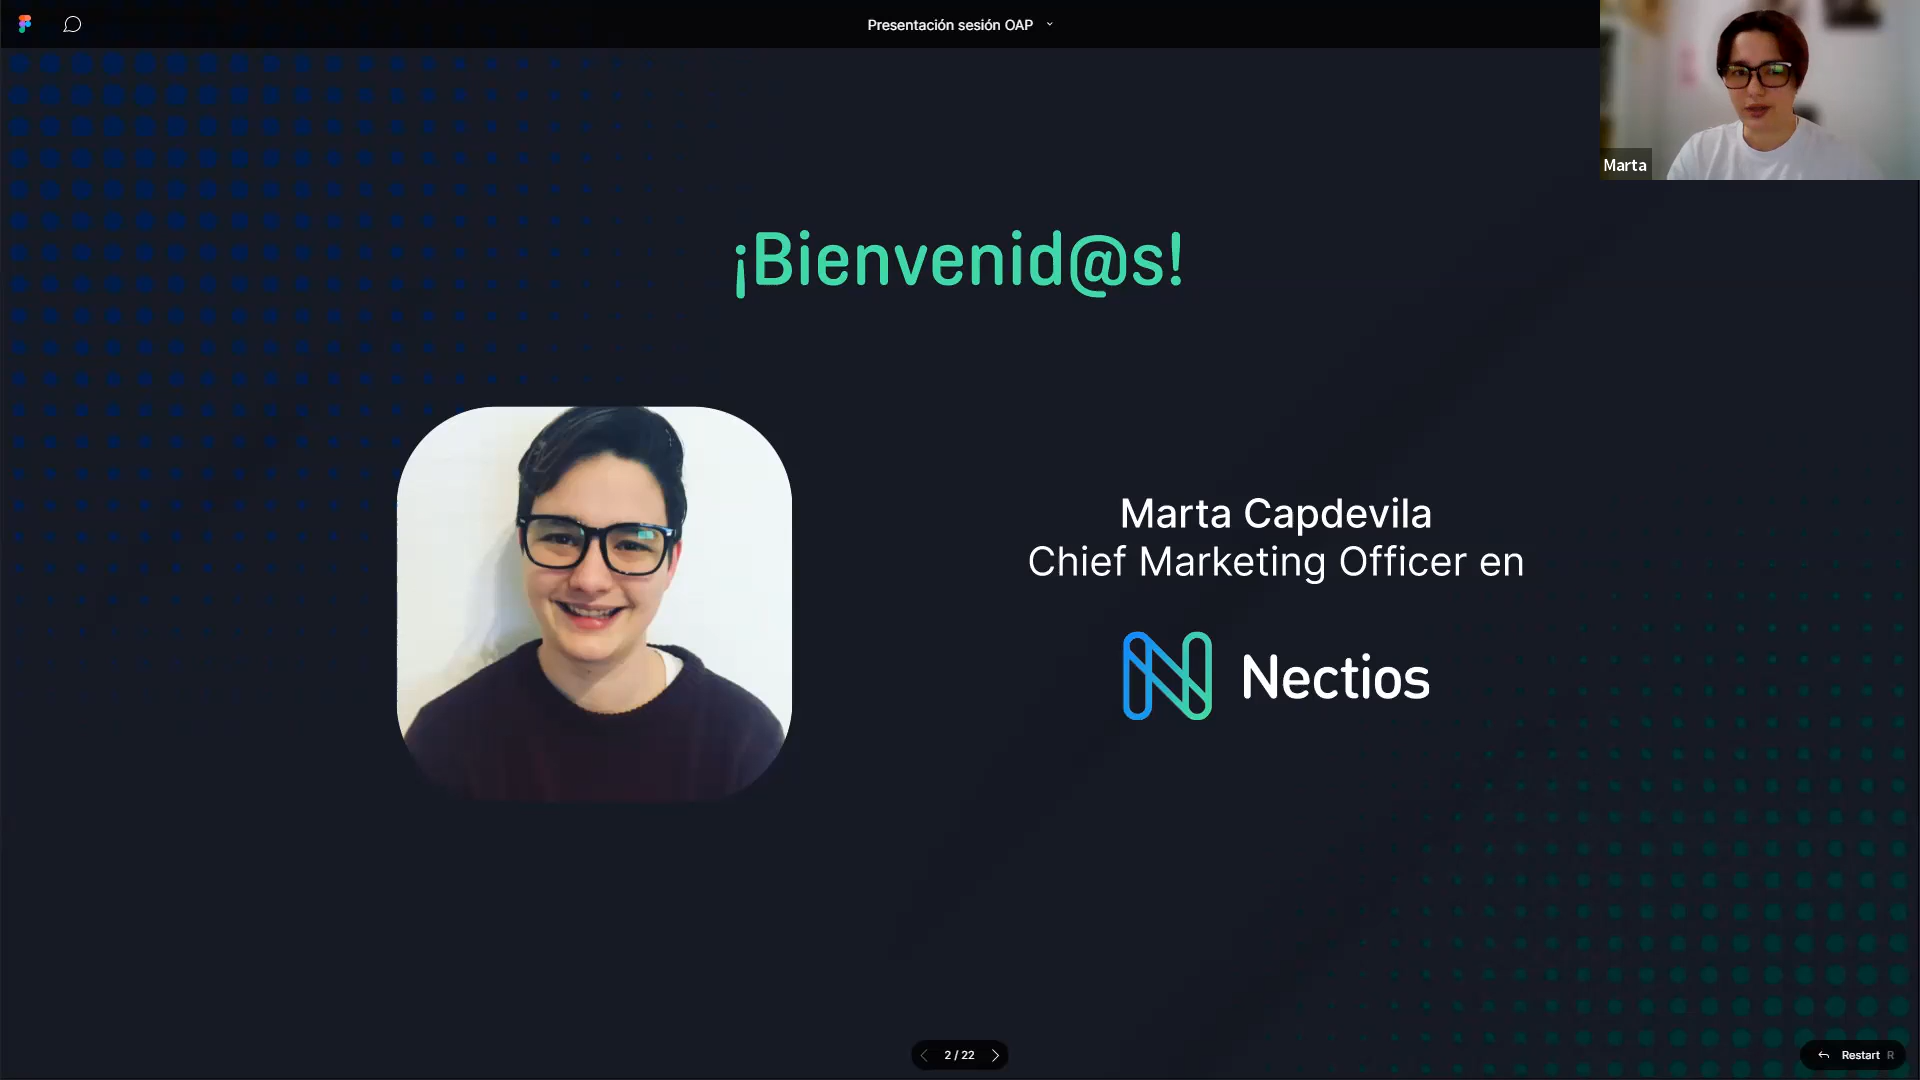 Presentación sesión OAP
Marta
¡Bienvenid@s!
Marta Capdevila
Chief Marketing Officer en
Nectios
2 / 22
Restart R